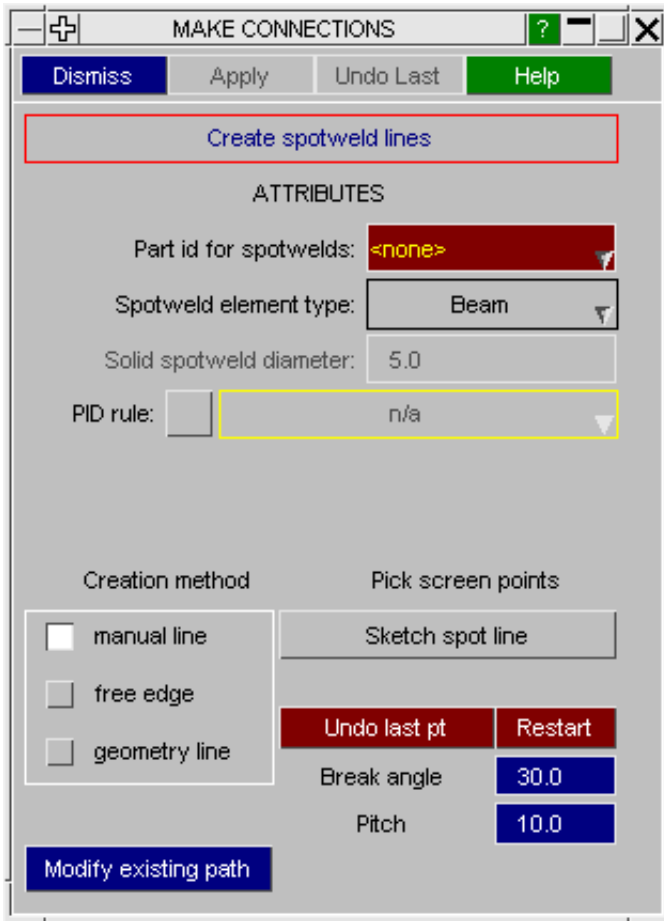 MAKE CONNECTIONS ?
Dismiss Apply Undo Last Help
Create spotweld lines
ATTRIBUTES
Part id for spotwelds: <none>
Spotweld element type: Beam
Solid spotweld diameter: 5.0
PID rule: n/a
Creation method Pick screen points
manual line Sketch spot line
free edge
Undo last pt Restart
geometry line
Break angle 30.0
Pitch 10.0
Modify existing path